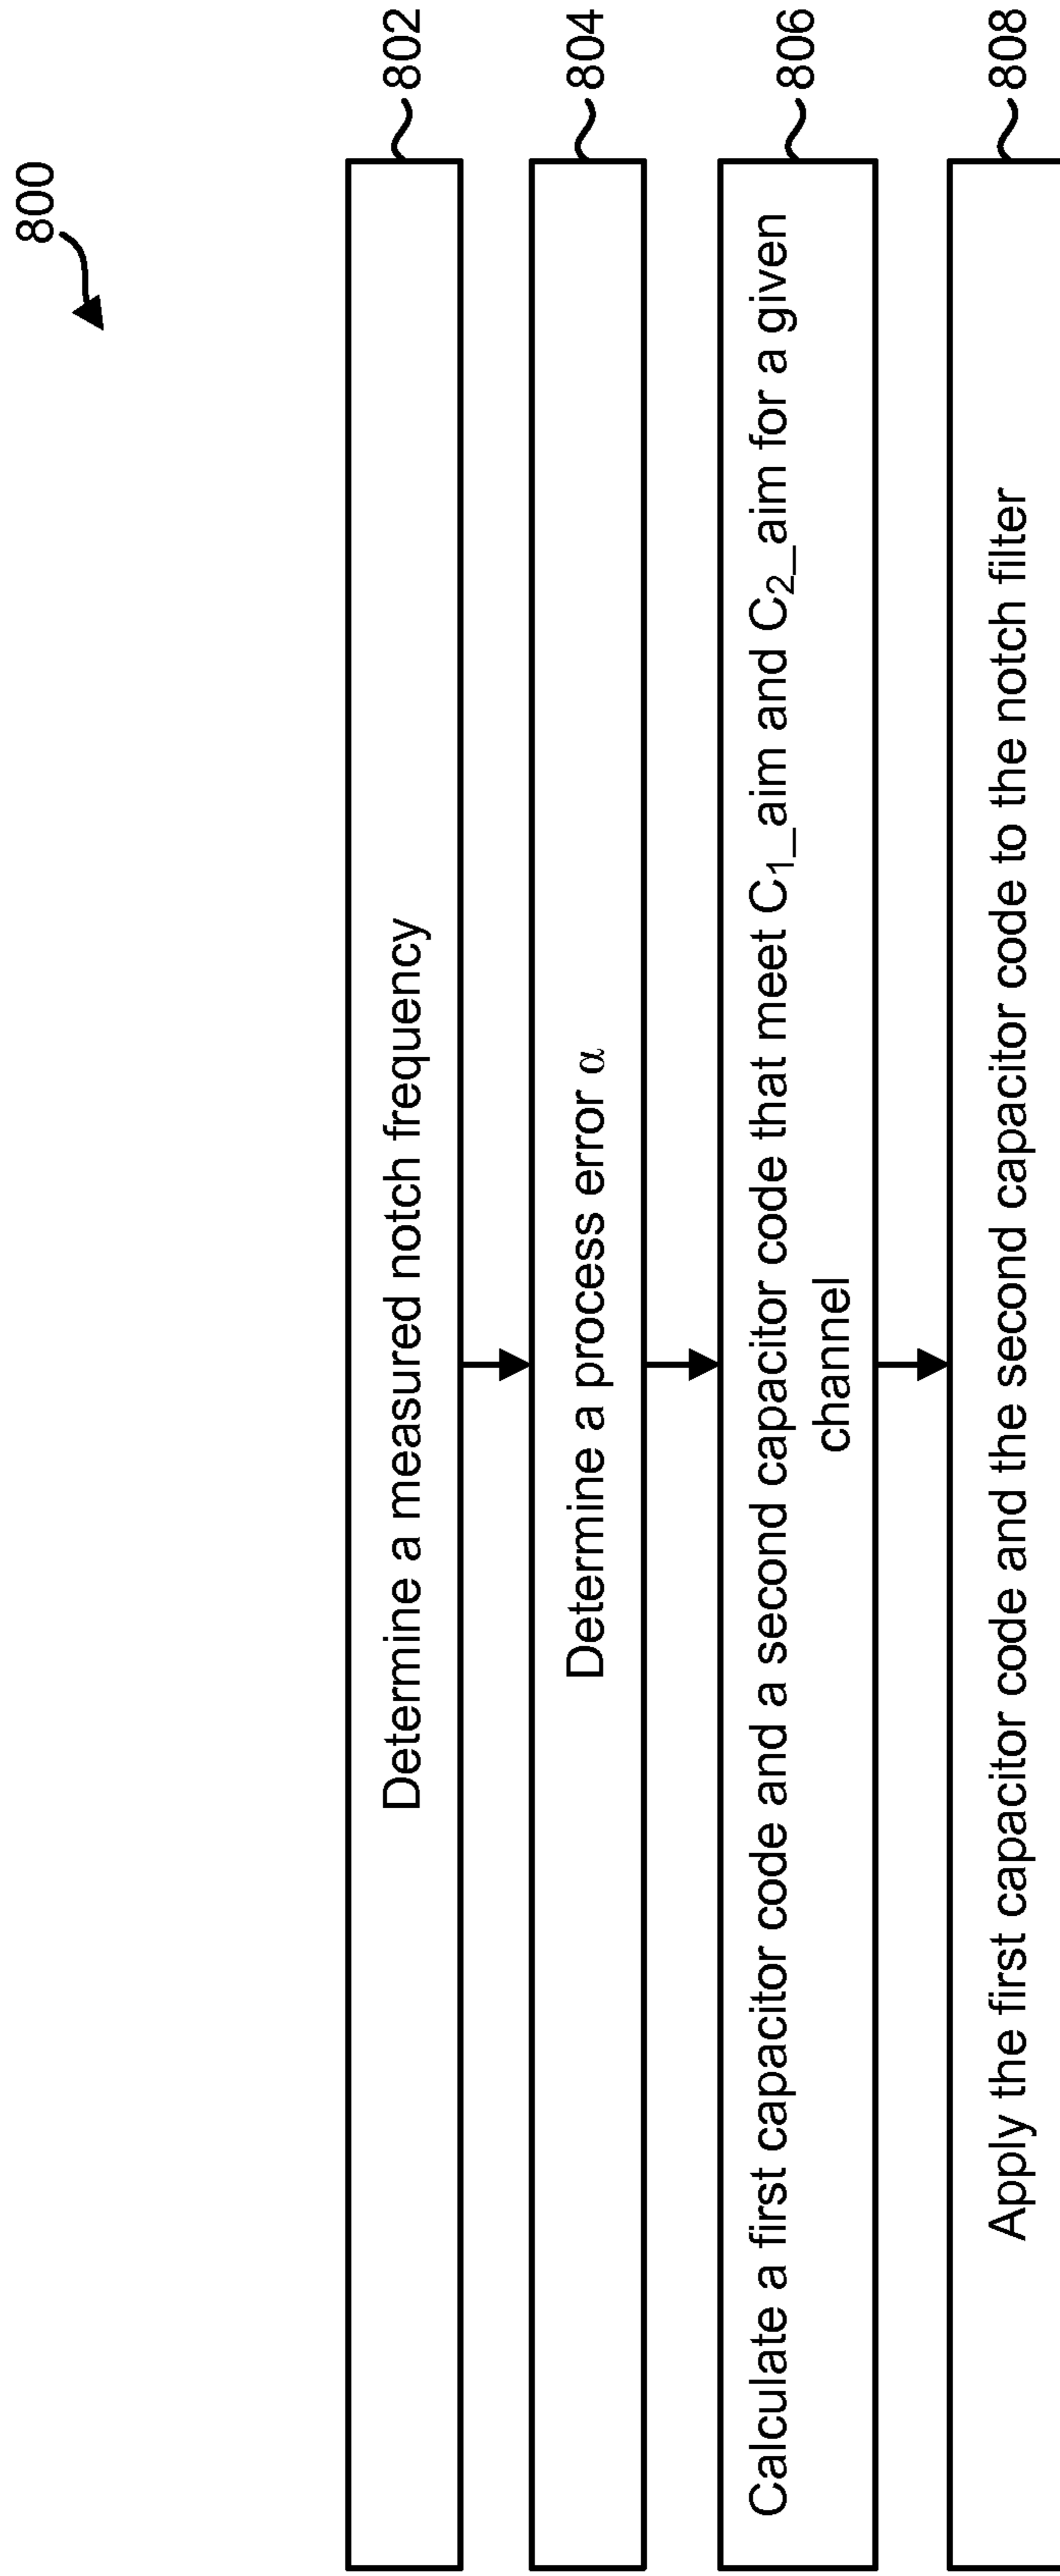 800
Determine a measured notch frequency
802
Determine a process error α
804
Calculate a first capacitor code and a second capacitor code that meet C1_aim and C2_aim for a given
channel
806
Apply the first capacitor code and the second capacitor code to the notch filter
808